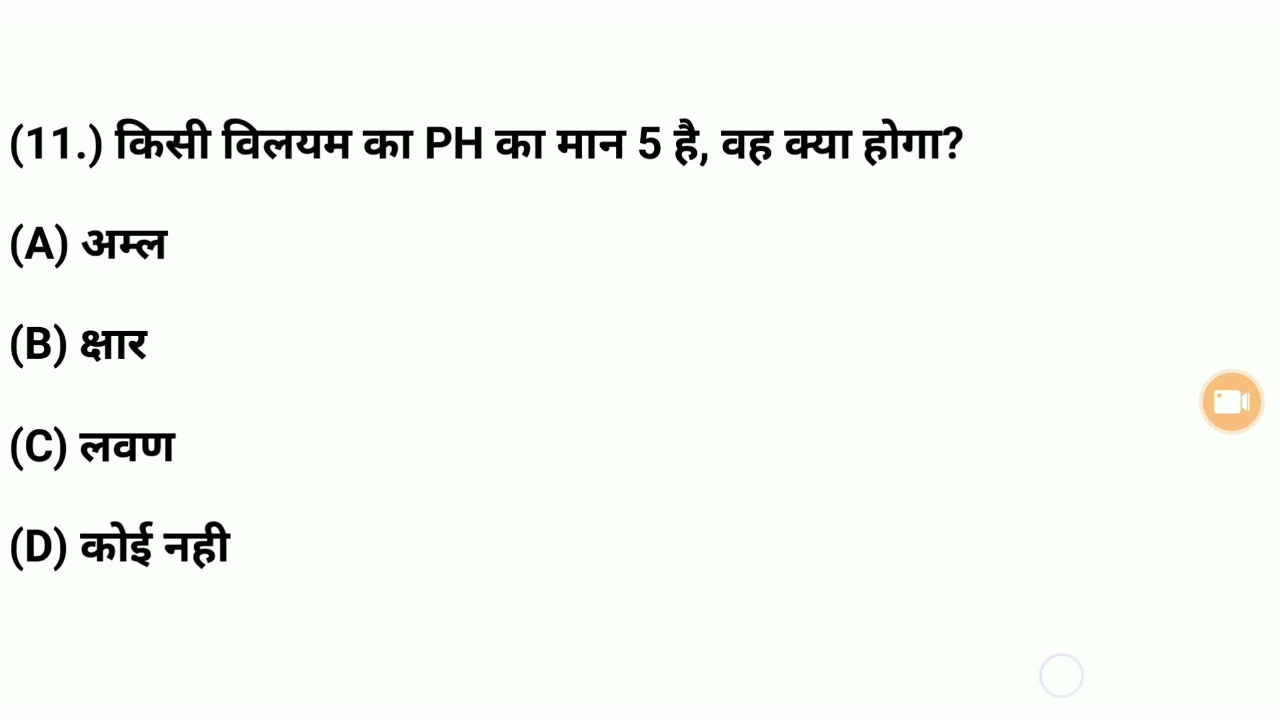 (11.) किसी विलयम का PH का मान 5 है, वह क्या होगा?
(A) अम्ल
(B) क्षार
(C) लवण
(D) कोई नही